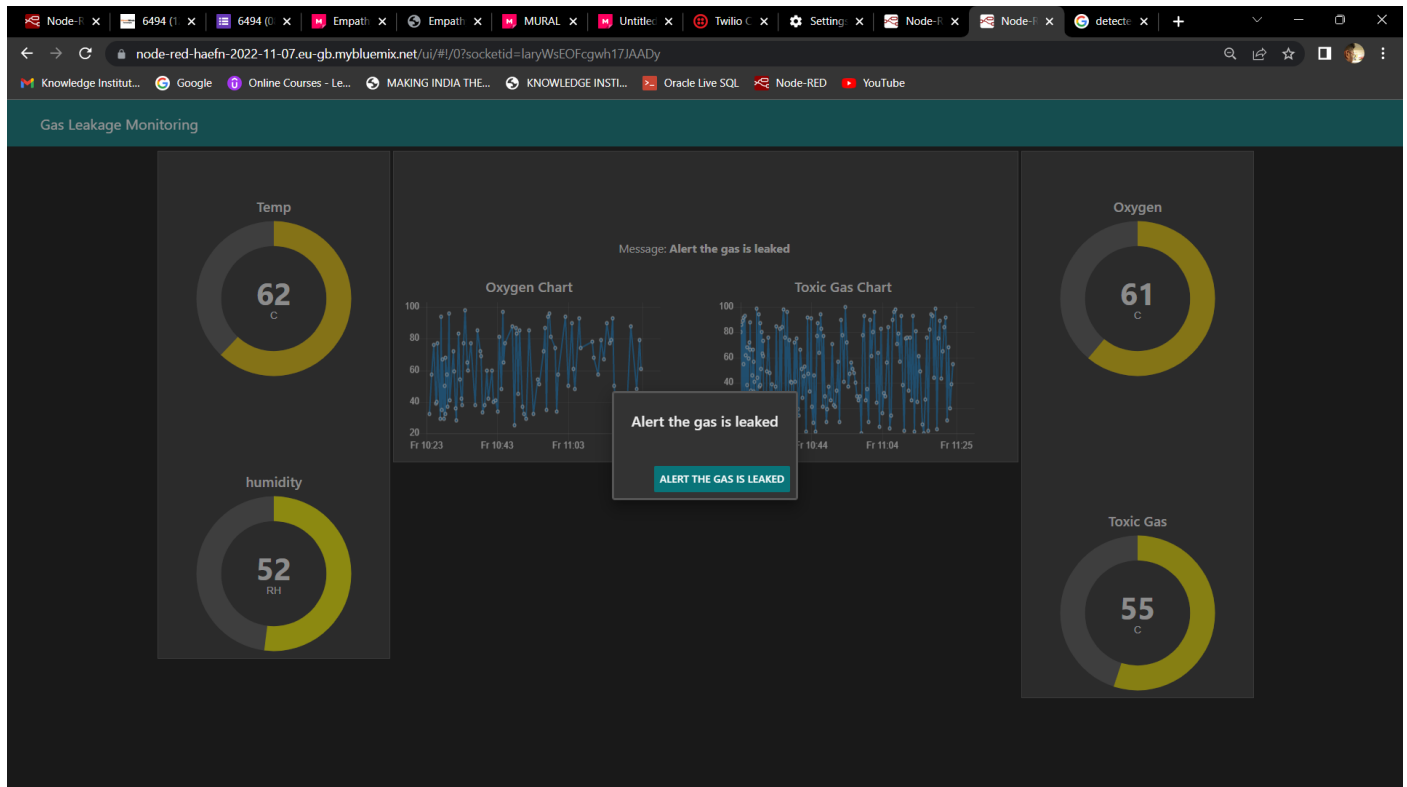 Node-R
6494 (1
6494 (0
Empath
Empath
MURAL
Untitled
Twilio C
Settings
Node-R
Node-R
detecte
node-red-haefn-2022-11-07.eu-gb.mybluemix.net/ui/#!/0?socketid=laryWsEOFcgwh17JAADy
Knowledge Institut...
Google
Online Courses - Le...
MAKING INDIA THE...
KNOWLEDGE INSTI...
Oracle Live SQL
Node-RED
YouTube
Gas Leakage Monitoring
Temp
62
C
humidity
52
RH
Message: Alert the gas is leaked
Oxygen Chart
100
80
60
40
20
Fr 10:23
Fr 10:43
Fr 11:03
Toxic Gas Chart
100
80
60
40
Fr 10:44
Fr 11:04
Fr 11:25
Alert the gas is leaked
ALERT THE GAS IS LEAKED
Oxygen
61
C
Toxic Gas
55
C